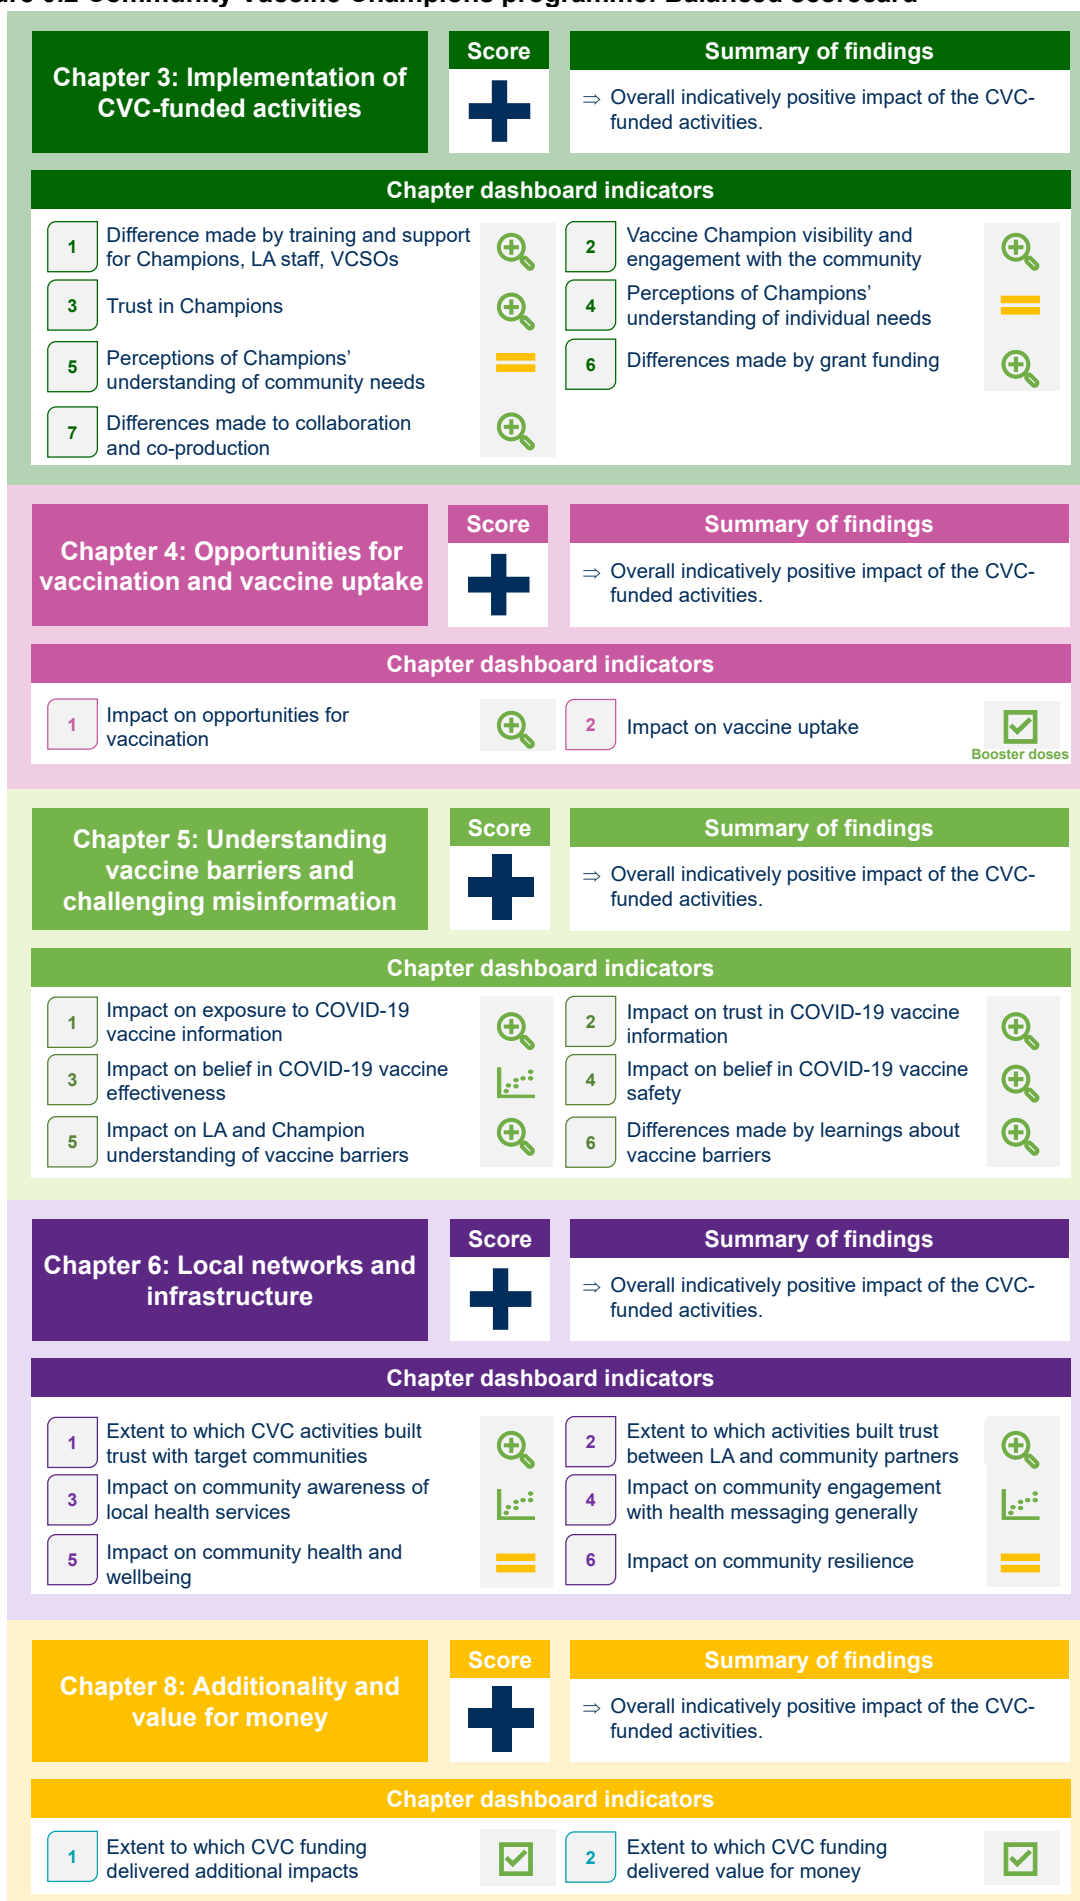 Community Vaccine Champions programme: Balanced scorecard
Chapter 3: Implementation of
CVC-funded activities
Score
Summary of findings
⇒ Overall indicatively positive impact of the CVC-
funded activities.
Chapter dashboard indicators
1
Difference made by training and support
for Champions, LA staff, VCSOs
2
Vaccine Champion visibility and
engagement with the community
3
Trust in Champions
4
Perceptions of Champions’
understanding of individual needs
5
Perceptions of Champions’
understanding of community needs
6
Differences made by grant funding
7
Differences made to collaboration
and co-production
Chapter 4: Opportunities for
vaccination and vaccine uptake
Score
Summary of findings
⇒ Overall indicatively positive impact of the CVC-
funded activities.
Chapter dashboard indicators
1
Impact on opportunities for
vaccination
2
Impact on vaccine uptake
Booster doses
Chapter 5: Understanding
vaccine barriers and
challenging misinformation
Score
Summary of findings
⇒ Overall indicatively positive impact of the CVC-
funded activities.
Chapter dashboard indicators
1
Impact on exposure to COVID-19
vaccine information
2
Impact on trust in COVID-19 vaccine
information
3
Impact on belief in COVID-19 vaccine
effectiveness
4
Impact on belief in COVID-19 vaccine
safety
5
Impact on LA and Champion
understanding of vaccine barriers
6
Differences made by learnings about
vaccine barriers
Chapter 6: Local networks and
infrastructure
Score
Summary of findings
⇒ Overall indicatively positive impact of the CVC-
funded activities.
Chapter dashboard indicators
1
Extent to which CVC activities built
trust with target communities
2
Extent to which activities built trust
between LA and community partners
3
Impact on community awareness of
local health services
4
Impact on community engagement
with health messaging generally
5
Impact on community health and
wellbeing
6
Impact on community resilience
Chapter 8: Additionality and
value for money
Score
Summary of findings
⇒ Overall indicatively positive impact of the CVC-
funded activities.
Chapter dashboard indicators
1
Extent to which CVC funding
delivered additional impacts
2
Extent to which CVC funding
delivered value for money